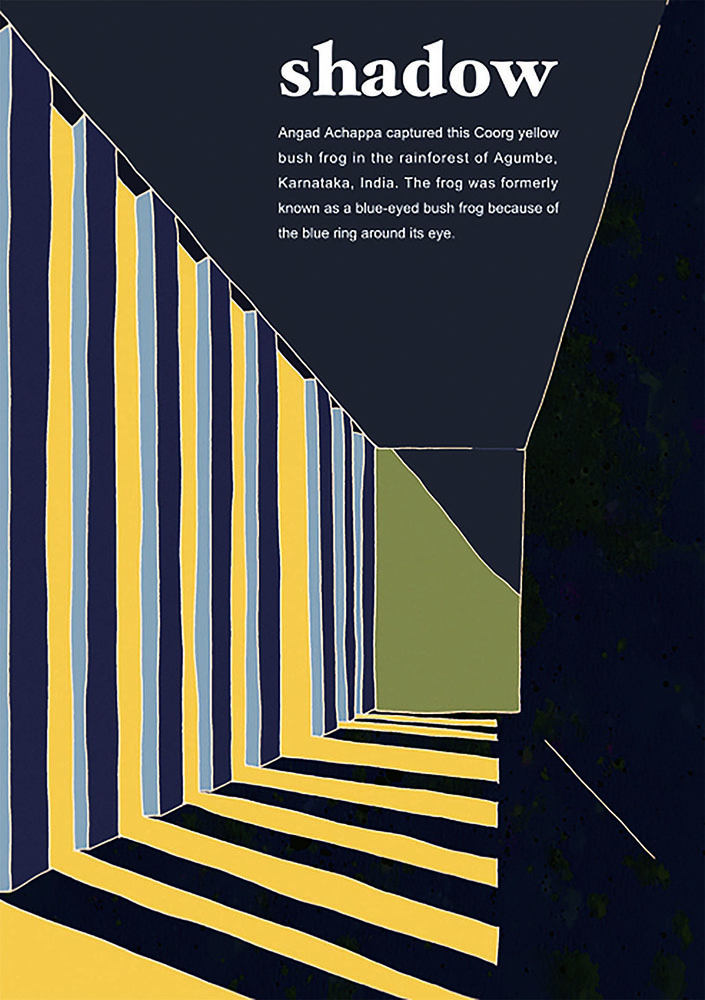 shadow
Angad Achappa captured this Coorg yellow
bush frog in the rainforest of Agumbe,
Karnataka, India. The frog was formerly
known as a blue-eyed bush frog because of
the blue ring around its eye.